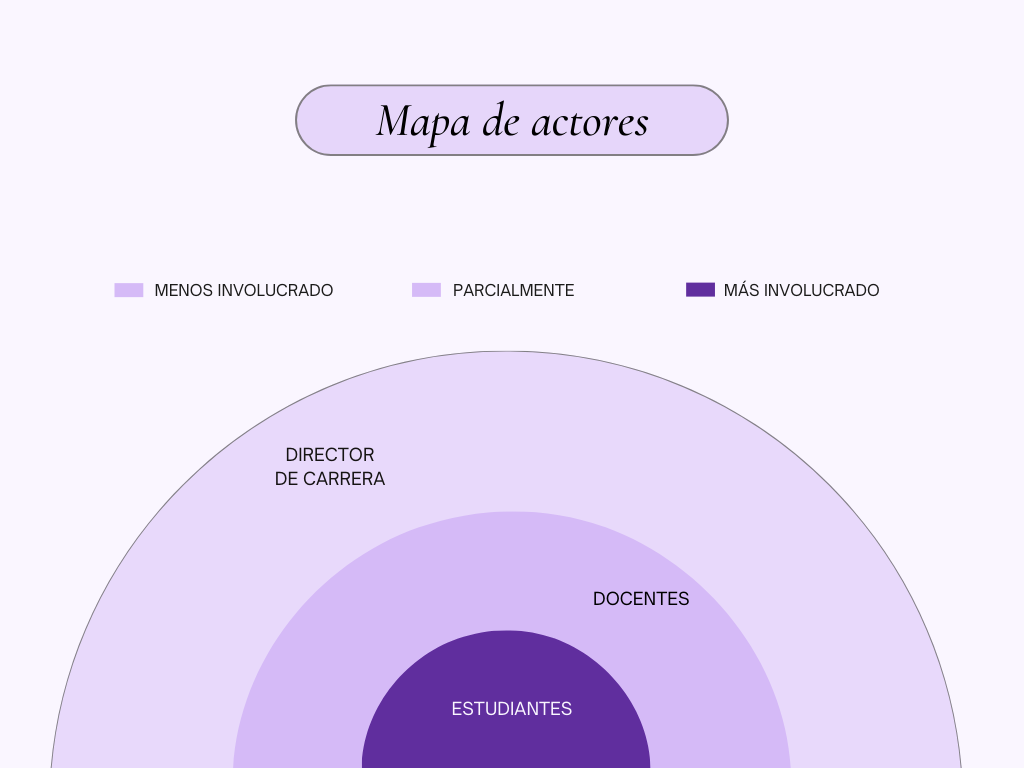 Mapa de actores
MENOS INVOLUCRADO
PARCIALMENTE
MÁS INVOLUCRADO
DIRECTOR
DE CARRERA
DOCENTES
ESTUDIANTES